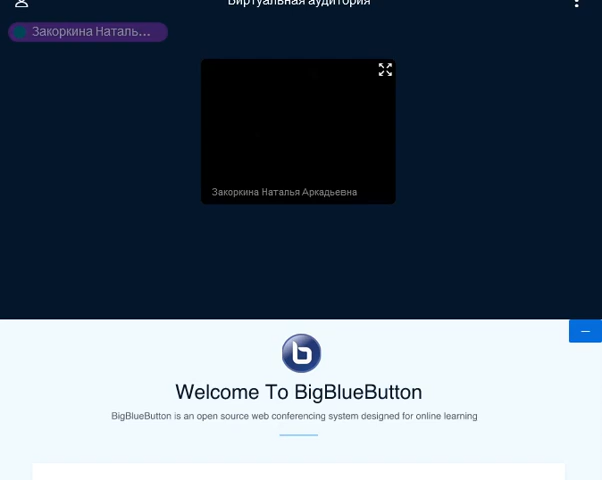 Виртуальная аудитория
Закоркина Наталь...
Закоркина Наталья Аркадьевна
Welcome To BigBlueButton
BigBlueButton is an open source web conferencing system designed for online learning